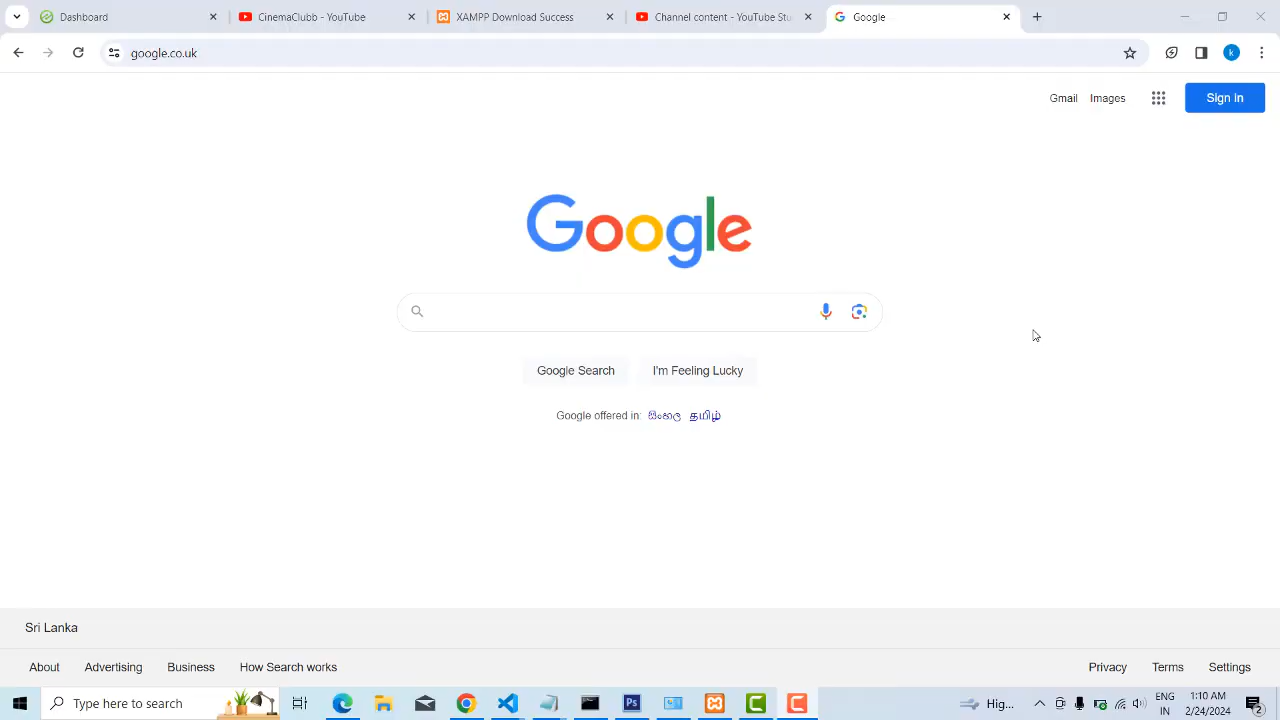 Dashboard
CinemaClubb - YouTube
XAMPP Download Success
Channel content - YouTube Stu
Google
google.co.uk
k
Gmail Images
Sign in
Google
Google Search
I'm Feeling Lucky
Google offered in: සිංහල தமிழ்
Sri Lanka
About Advertising Business How Search works
Privacy Terms Settings
Type here to search
Ps
Hig...
ENG
IN
1:10 AM
2/24/2024
2